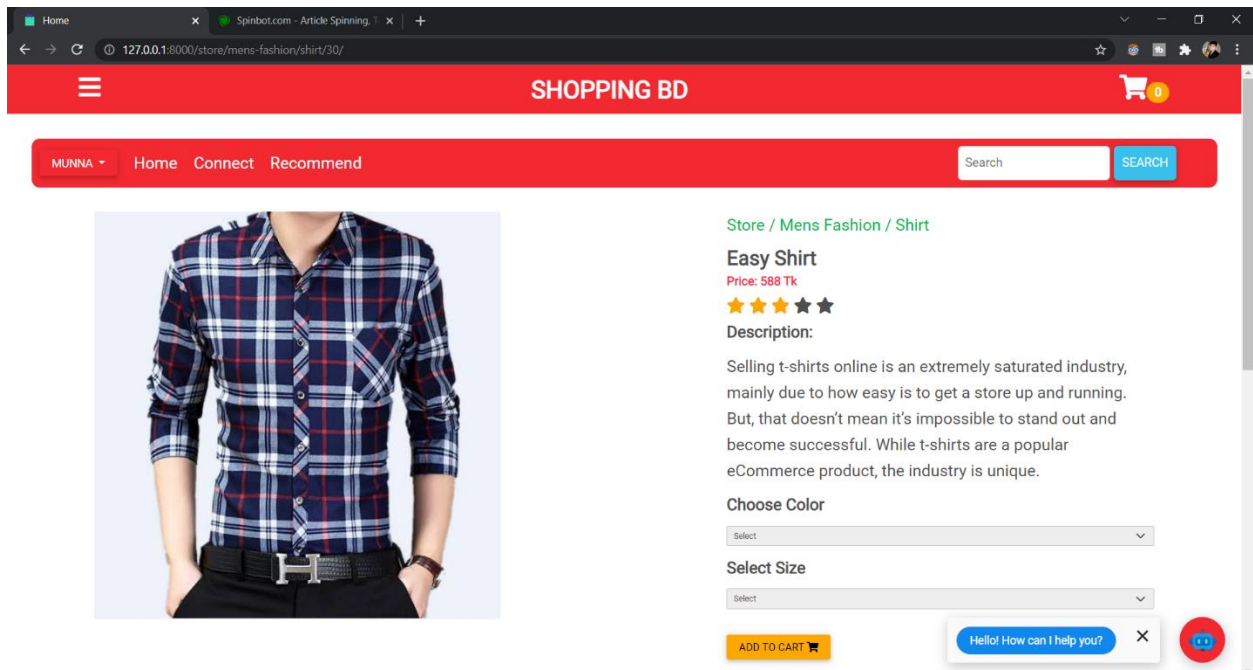 Home
Spinbot.com - Article Spinning, T
127.0.0.1:8000/store/mens-fashion/shirt/30/
SHOPPING BD
0
MUNNA
Home Connect Recommend
Search
SEARCH
Store / Mens Fashion / Shirt
Easy Shirt
Price: 588 Tk
Description:
Selling t-shirts online is an extremely saturated industry,
mainly due to how easy is to get a store up and running.
But, that doesn’t mean it’s impossible to stand out and
become successful. While t-shirts are a popular
eCommerce product, the industry is unique.
Choose Color
Select
Select Size
Select
ADD TO CART
Hello! How can I help you?